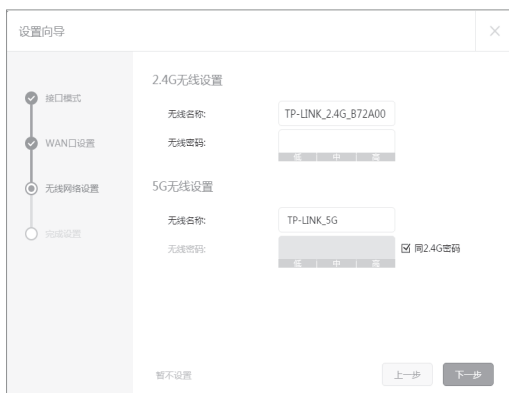 设置向导
接口模式
WAN口设置
无线网络设置
完成设置
2.4G无线设置
无线名称: TP-LINK_2.4G_B72A00
无线密码:
低 中 高
5G无线设置
无线名称: TP-LINK_5G
无线密码: 同2.4G密码
低 中 高
暂不设置 上一步 下一步